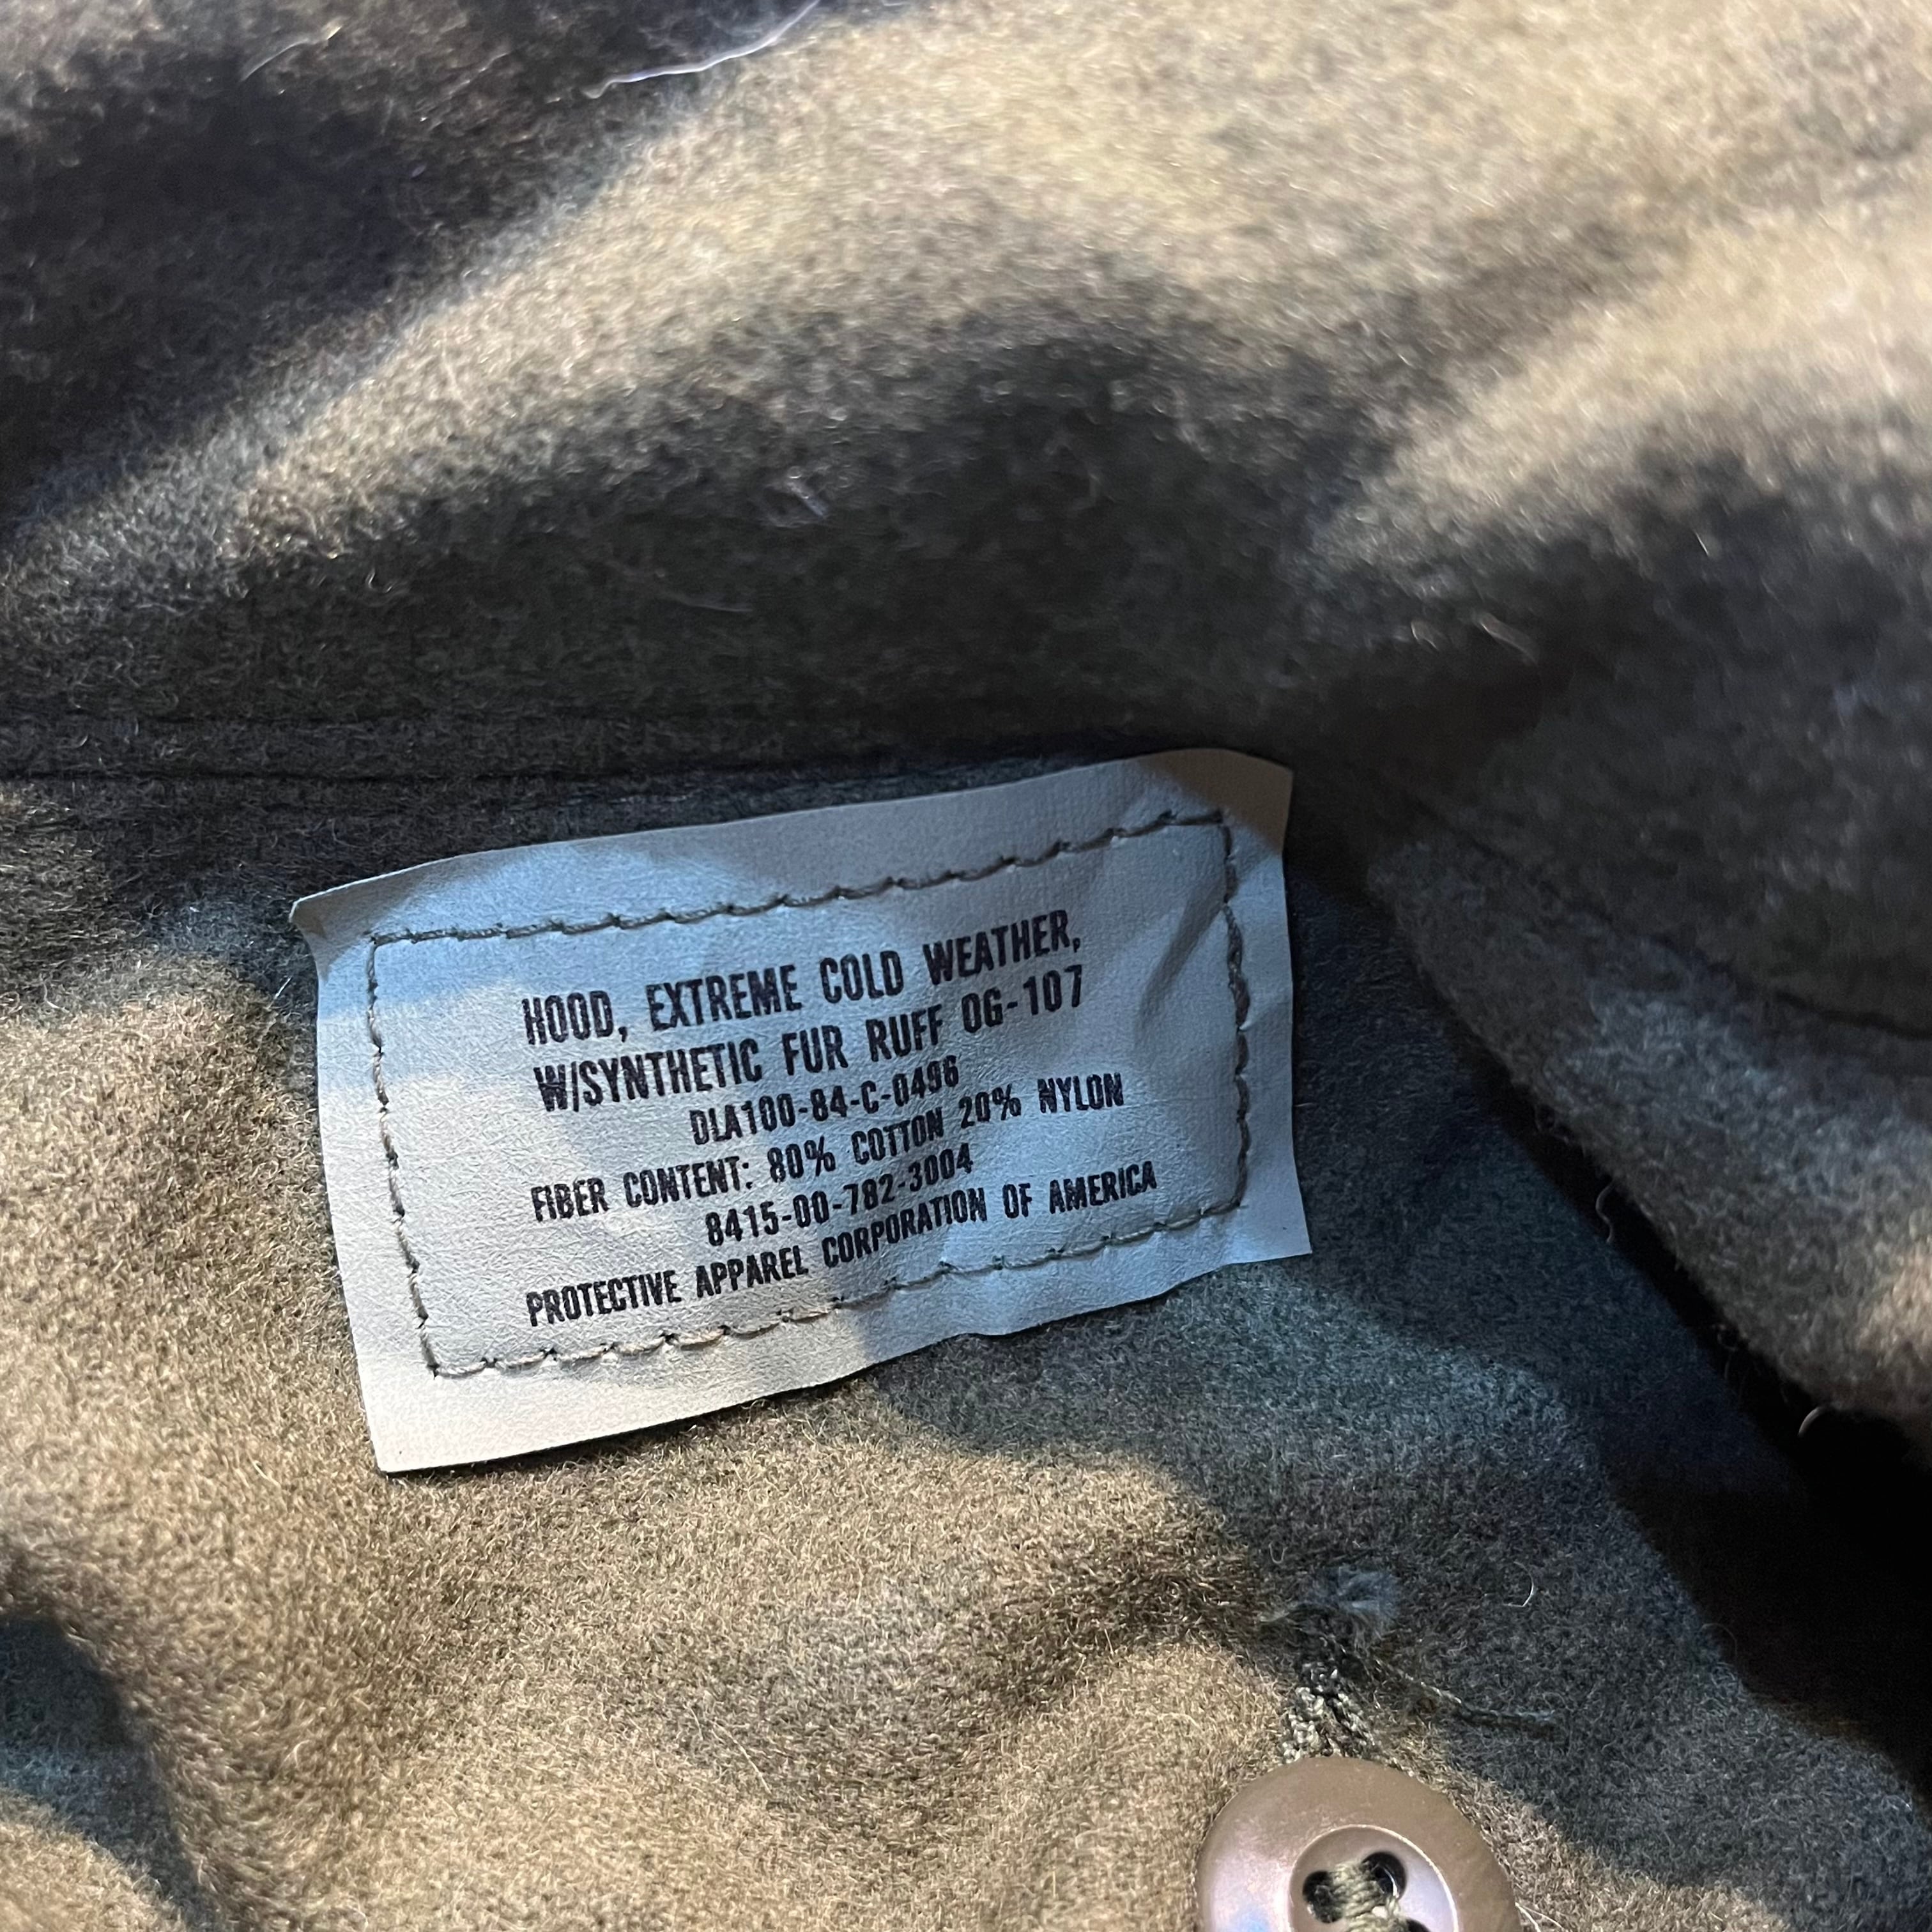 HOOD, EXTREME COLD WEATHER,
W/SYNTHETIC FUR RUFF OG-107
DLA100-84-C-0496
FIBER CONTENT: 80% COTTON 20% NYLON
8415-00-782-3004
PROTECTIVE APPAREL CORPORATION OF AMERICA